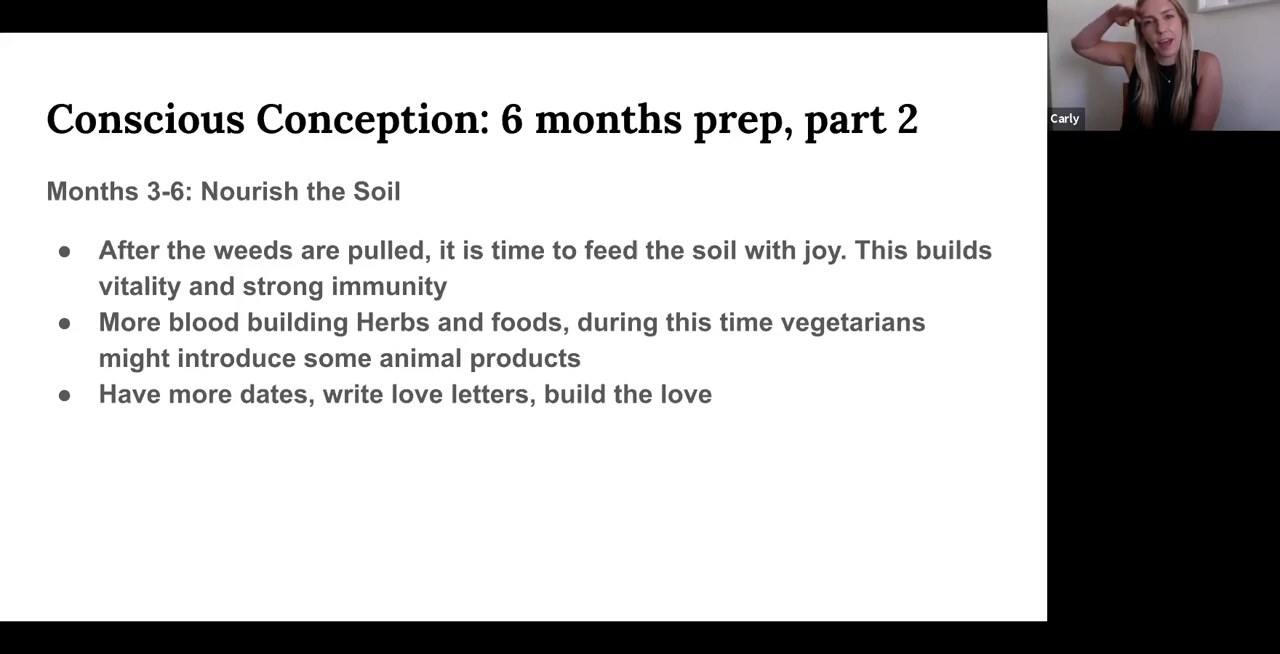 Conscious Conception: 6 months prep, part 2
Carly
Months 3-6: Nourish the Soil
● After the weeds are pulled, it is time to feed the soil with joy. This builds
vitality and strong immunity
● More blood building Herbs and foods, during this time vegetarians
might introduce some animal products
● Have more dates, write love letters, build the love